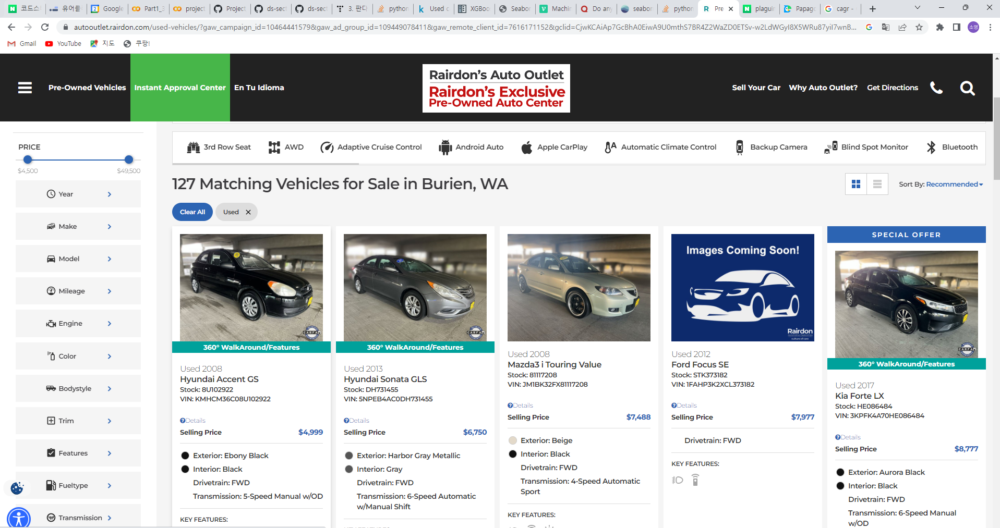 코드스
유어클
Google
Part1_3
project
Project
ds-sect
ds-sect
3. 판다
python
Used c
XGBoo
Seabor
Machin
Do any
seabor
python
Pre
plaguin
Papago
cagr -
autooutlet.rairdon.com/used-vehicles/?gaw_campaign_id=10464441579&gaw_ad_group_id=109449078411&gaw_remote_client_id=7616171152&gclid=CjwKCAiAp7GcBhA0EiwA9U0mthS7BR4Z2WaZD0ETSv-w2LdWGyI8X5WRu87yiI7wnB...
소영
Gmail
YouTube
지도
쿠팡!
Pre-Owned Vehicles
Instant Approval Center
En Tu Idioma
Rairdon's Auto Outlet
Rairdon's Exclusive
Pre-Owned Auto Center
Sell Your Car
Why Auto Outlet?
Get Directions
PRICE
$4,500
$49,500
Year
Make
Model
Mileage
Engine
Color
Bodystyle
Trim
Features
Fueltype
Transmission
3rd Row Seat
AWD
Adaptive Cruise Control
Android Auto
Apple CarPlay
Automatic Climate Control
Backup Camera
Blind Spot Monitor
Bluetooth
127 Matching Vehicles for Sale in Burien, WA
Sort By: Recommended
Clear All
Used
360° WalkAround/Features
Used 2008
Hyundai Accent GS
Stock: 8U102922
VIN: KMHCM36C08U102922
Details
Selling Price $4,999
Exterior: Ebony Black
Interior: Black
Drivetrain: FWD
Transmission: 5-Speed Manual w/OD
KEY FEATURES:
360° WalkAround/Features
Used 2013
Hyundai Sonata GLS
Stock: DH731455
VIN: 5NPEB4AC0DH731455
Details
Selling Price $6,750
Exterior: Harbor Gray Metallic
Interior: Gray
Drivetrain: FWD
Transmission: 6-Speed Automatic
w/Manual Shift
Used 2008
Mazda3 i Touring Value
Stock: 81117208
VIN: JM1BK32FX81117208
Details
Selling Price $7,488
Exterior: Beige
Interior: Black
Drivetrain: FWD
Transmission: 4-Speed Automatic
Sport
KEY FEATURES:
Images Coming Soon!
Rairdon
culture of care
Used 2012
Ford Focus SE
Stock: STK373182
VIN: 1FAHP3K2XCL373182
Details
Selling Price $7,977
Drivetrain: FWD
KEY FEATURES:
SPECIAL OFFER
360° WalkAround/Features
Used 2017
Kia Forte LX
Stock: HE086484
VIN: 3KPFK4A70HE086484
Details
Selling Price $8,777
Exterior: Aurora Black
Interior: Black
Drivetrain: FWD
Transmission: 6-Speed Manual
w/OD